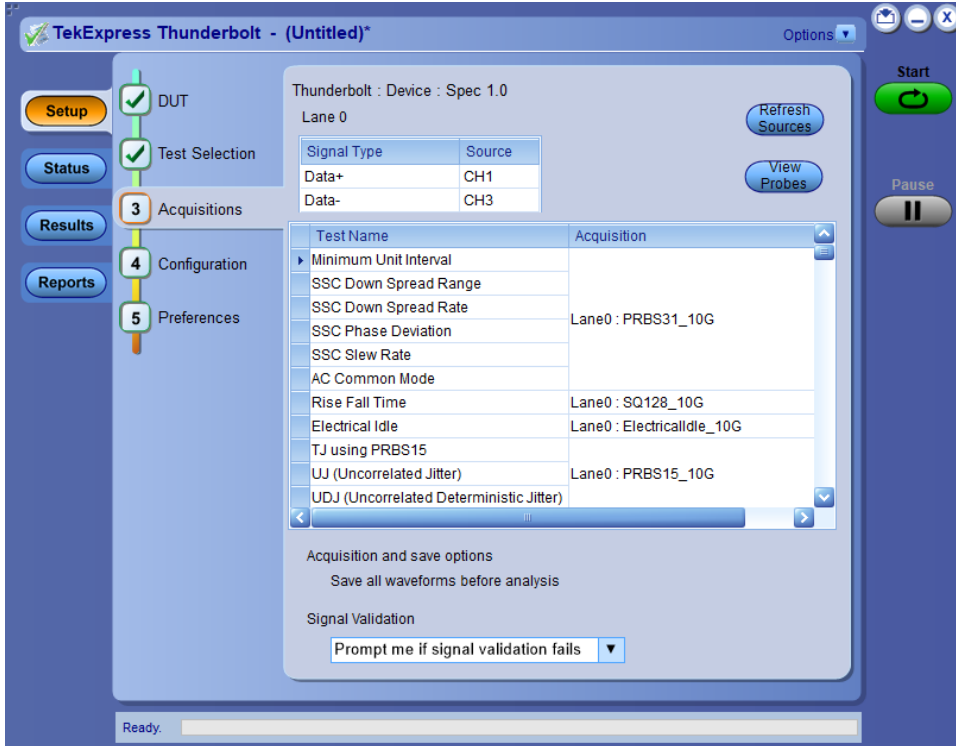 TekExpress Thunderbolt - (Untitled)*
Options
Start
Pause
Setup
Status
Results
Reports
DUT
Test Selection
3 Acquisitions
4 Configuration
5 Preferences
Thunderbolt : Device : Spec 1.0
Lane 0
Refresh Sources
View Probes
Signal Type Source
Data+ CH1
Data- CH3
Test Name Acquisition
Minimum Unit Interval
SSC Down Spread Range
SSC Down Spread Rate
Lane0 : PRBS31_10G
SSC Phase Deviation
SSC Slew Rate
AC Common Mode
Rise Fall Time Lane0 : SQ128_10G
Electrical Idle Lane0 : ElectricalIdle_10G
TJ using PRBS15
UJ (Uncorrelated Jitter) Lane0 : PRBS15_10G
UDJ (Uncorrelated Deterministic Jitter)
Acquisition and save options
Save all waveforms before analysis
Signal Validation
Prompt me if signal validation fails
Ready.